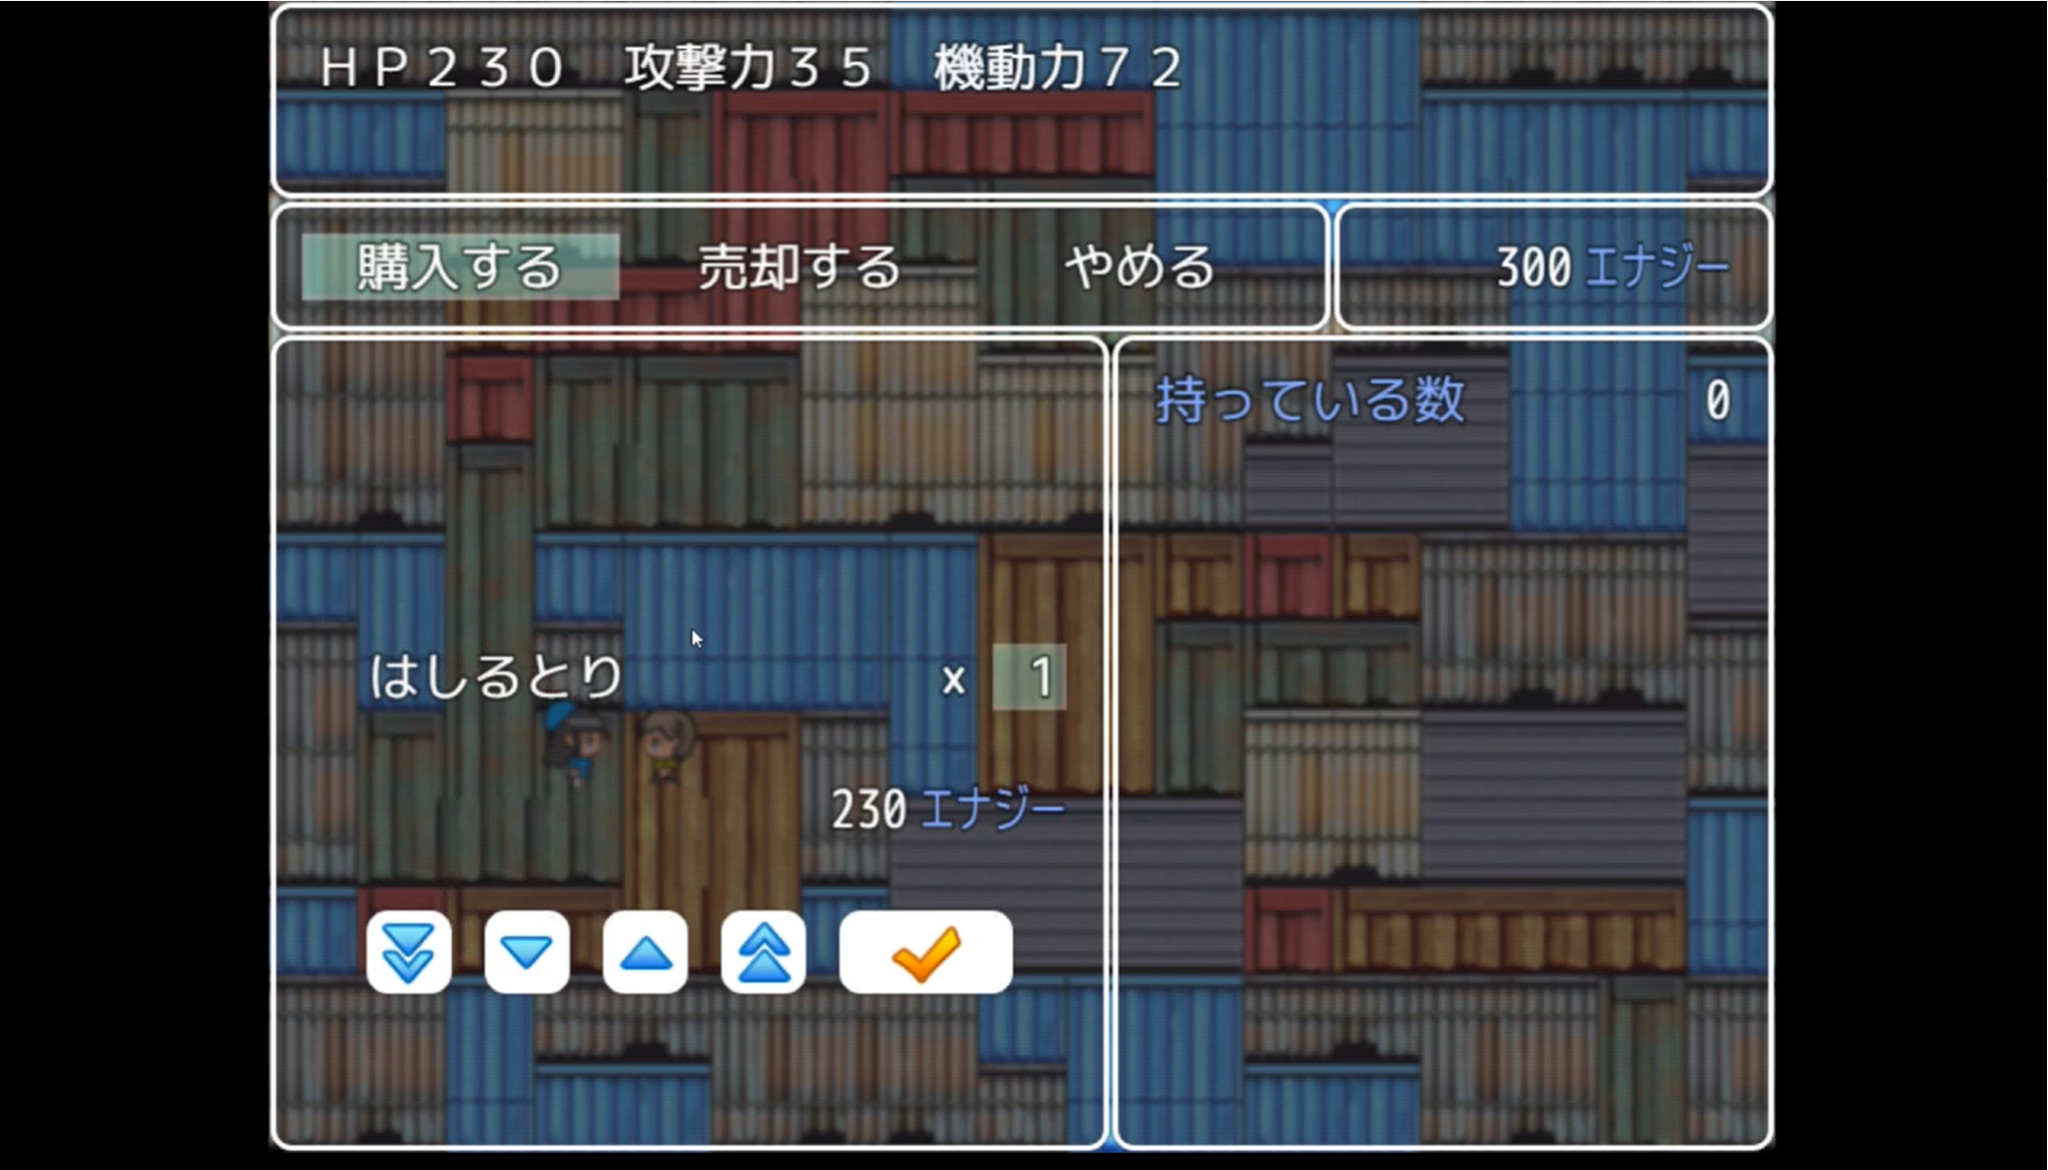 ＨＰ２３０　攻撃力３５　機動力７２
購入する　売却する　やめる　300 エナジー
持っている数　0
はしるとり　x　1
230 エナジー